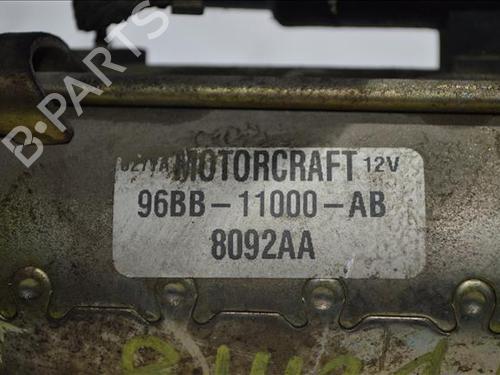 B-Parts
MOTORCRAFT 12V
96BB-11000-AB
8092AA